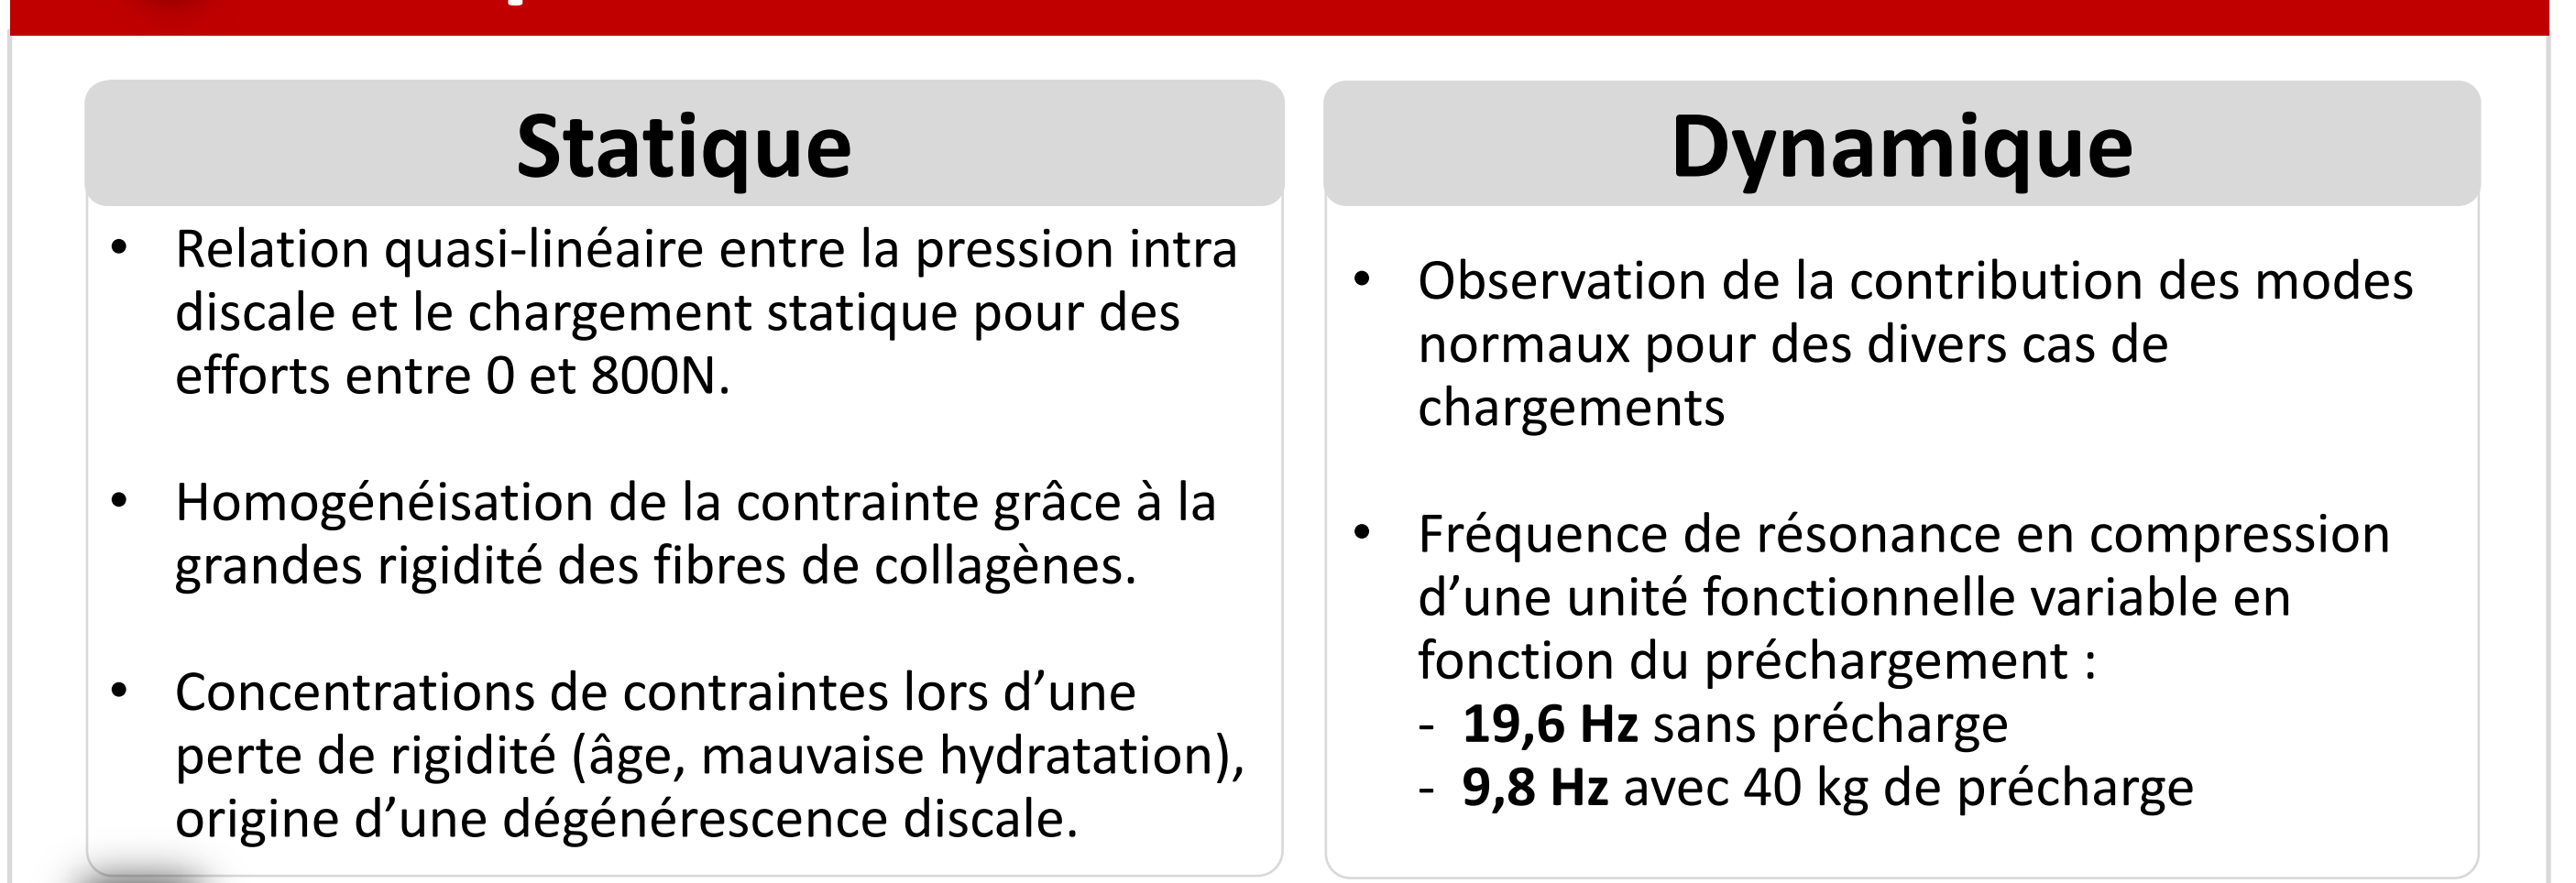 Statique
• Relation quasi-linéaire entre la pression intra
discale et le chargement statique pour des
efforts entre 0 et 800N.
• Homogénéisation de la contrainte grâce à la
grandes rigidité des fibres de collagènes.
• Concentrations de contraintes lors d’une
perte de rigidité (âge, mauvaise hydratation),
origine d’une dégénérescence discale.
Dynamique
• Observation de la contribution des modes
normaux pour des divers cas de
chargements
• Fréquence de résonance en compression
d’une unité fonctionnelle variable en
fonction du préchargement :
- 19,6 Hz sans précharge
- 9,8 Hz avec 40 kg de précharge